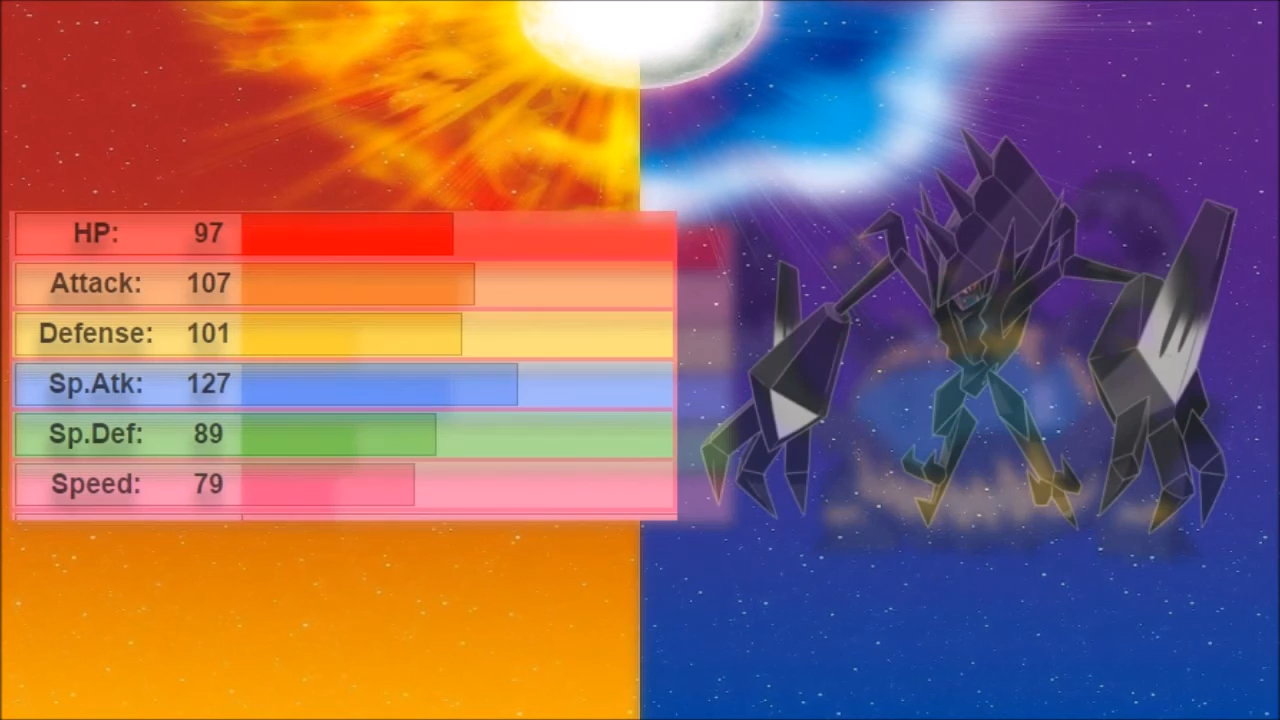 HP: 97
Attack: 107
Defense: 101
Sp.Atk: 127
Sp.Def: 89
Speed: 79